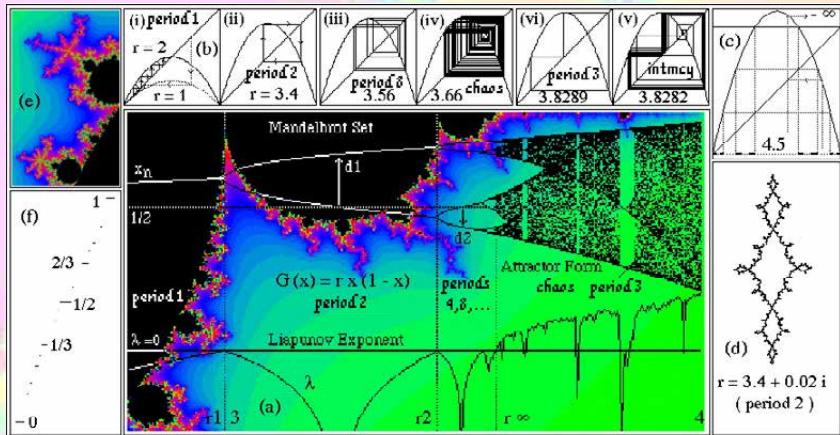 (i) period 1
(ii)
(iii)
(iv)
(vi)
(v)
r = 2
(b)
r = 1
period 2
r = 3.4
period 8
3.56
3.66 chaos
period 3
3.8289
intmcy
3.8282
(c)
- ∞
4.5
(e)
Mandelbrot Set
xn
d1
1/2
d2
G(x) = r x (1 - x)
period 1
period 2
periods
4,8,...
Attractor Form
chaos
period 3
λ=0
Liapunov Exponent
λ
(a)
r1
3
r2
r ∞
4
(f)
1
2/3
1/2
1/3
0
(d)
r = 3.4 + 0.02 i
( period 2 )